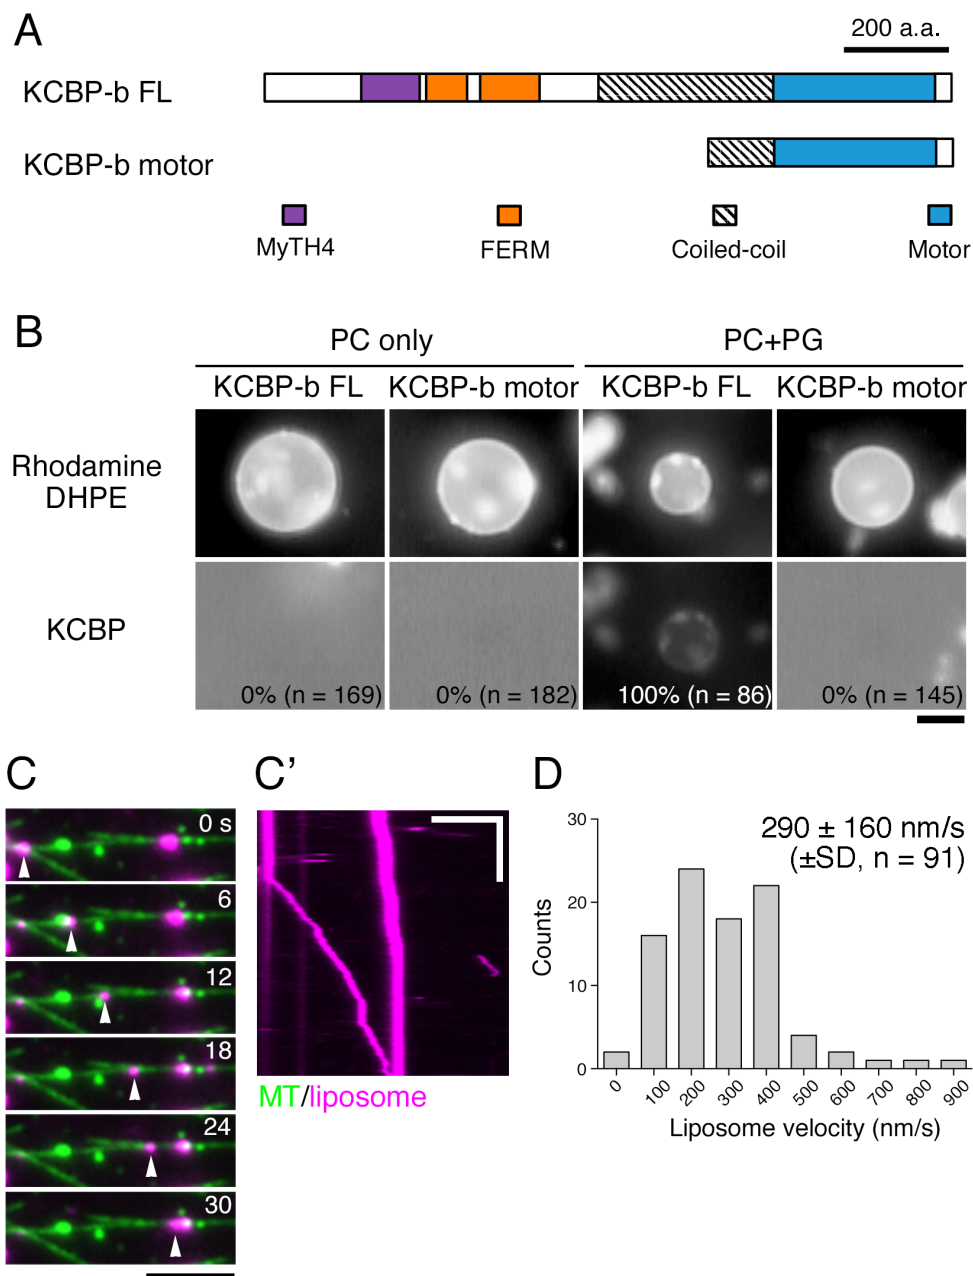 A
200 a.a.
KCBP-b FL
KCBP-b motor
MyTH4
FERM
Coiled-coil
Motor
B
PC only
PC+PG
KCBP-b FL
KCBP-b motor
KCBP-b FL
KCBP-b motor
Rhodamine
DHPE
KCBP
0% (n = 169)
0% (n = 182)
100% (n = 86)
0% (n = 145)
C
0 s
6
12
18
24
30
C’
MT/liposome
D
290 ± 160 nm/s
(±SD, n = 91)
Counts
30
20
10
0
0
100
200
300
400
500
600
700
800
900
Liposome velocity (nm/s)